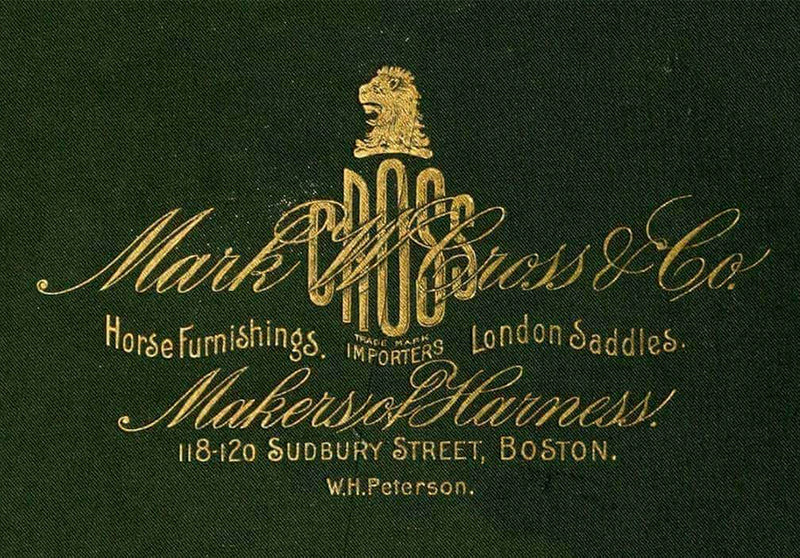 CROSS
Mark W. Cross & Co.
TRADE MARK
Horse Furnishings. IMPORTERS London Saddles.
Makers of Harness.
118-120 SUDBURY STREET, BOSTON.
W.H. Peterson.